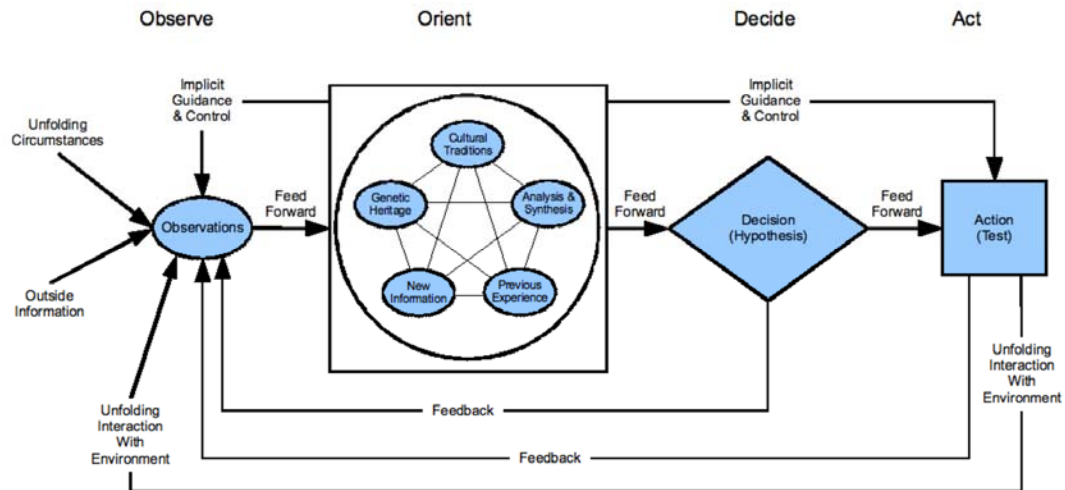 Observe
Orient
Decide
Act
Implicit
Guidance
& Control
Implicit
Guidance
& Control
Unfolding
Circumstances
Cultural
Traditions
Genetic
Heritage
Analysis &
Synthesis
Observations
Feed
Forward
Feed
Forward
Decision
(Hypothesis)
Feed
Forward
Action
(Test)
Outside
Information
New
Information
Previous
Experience
Unfolding
Interaction
With
Environment
Unfolding
Interaction
With
Environment
Feedback
Feedback